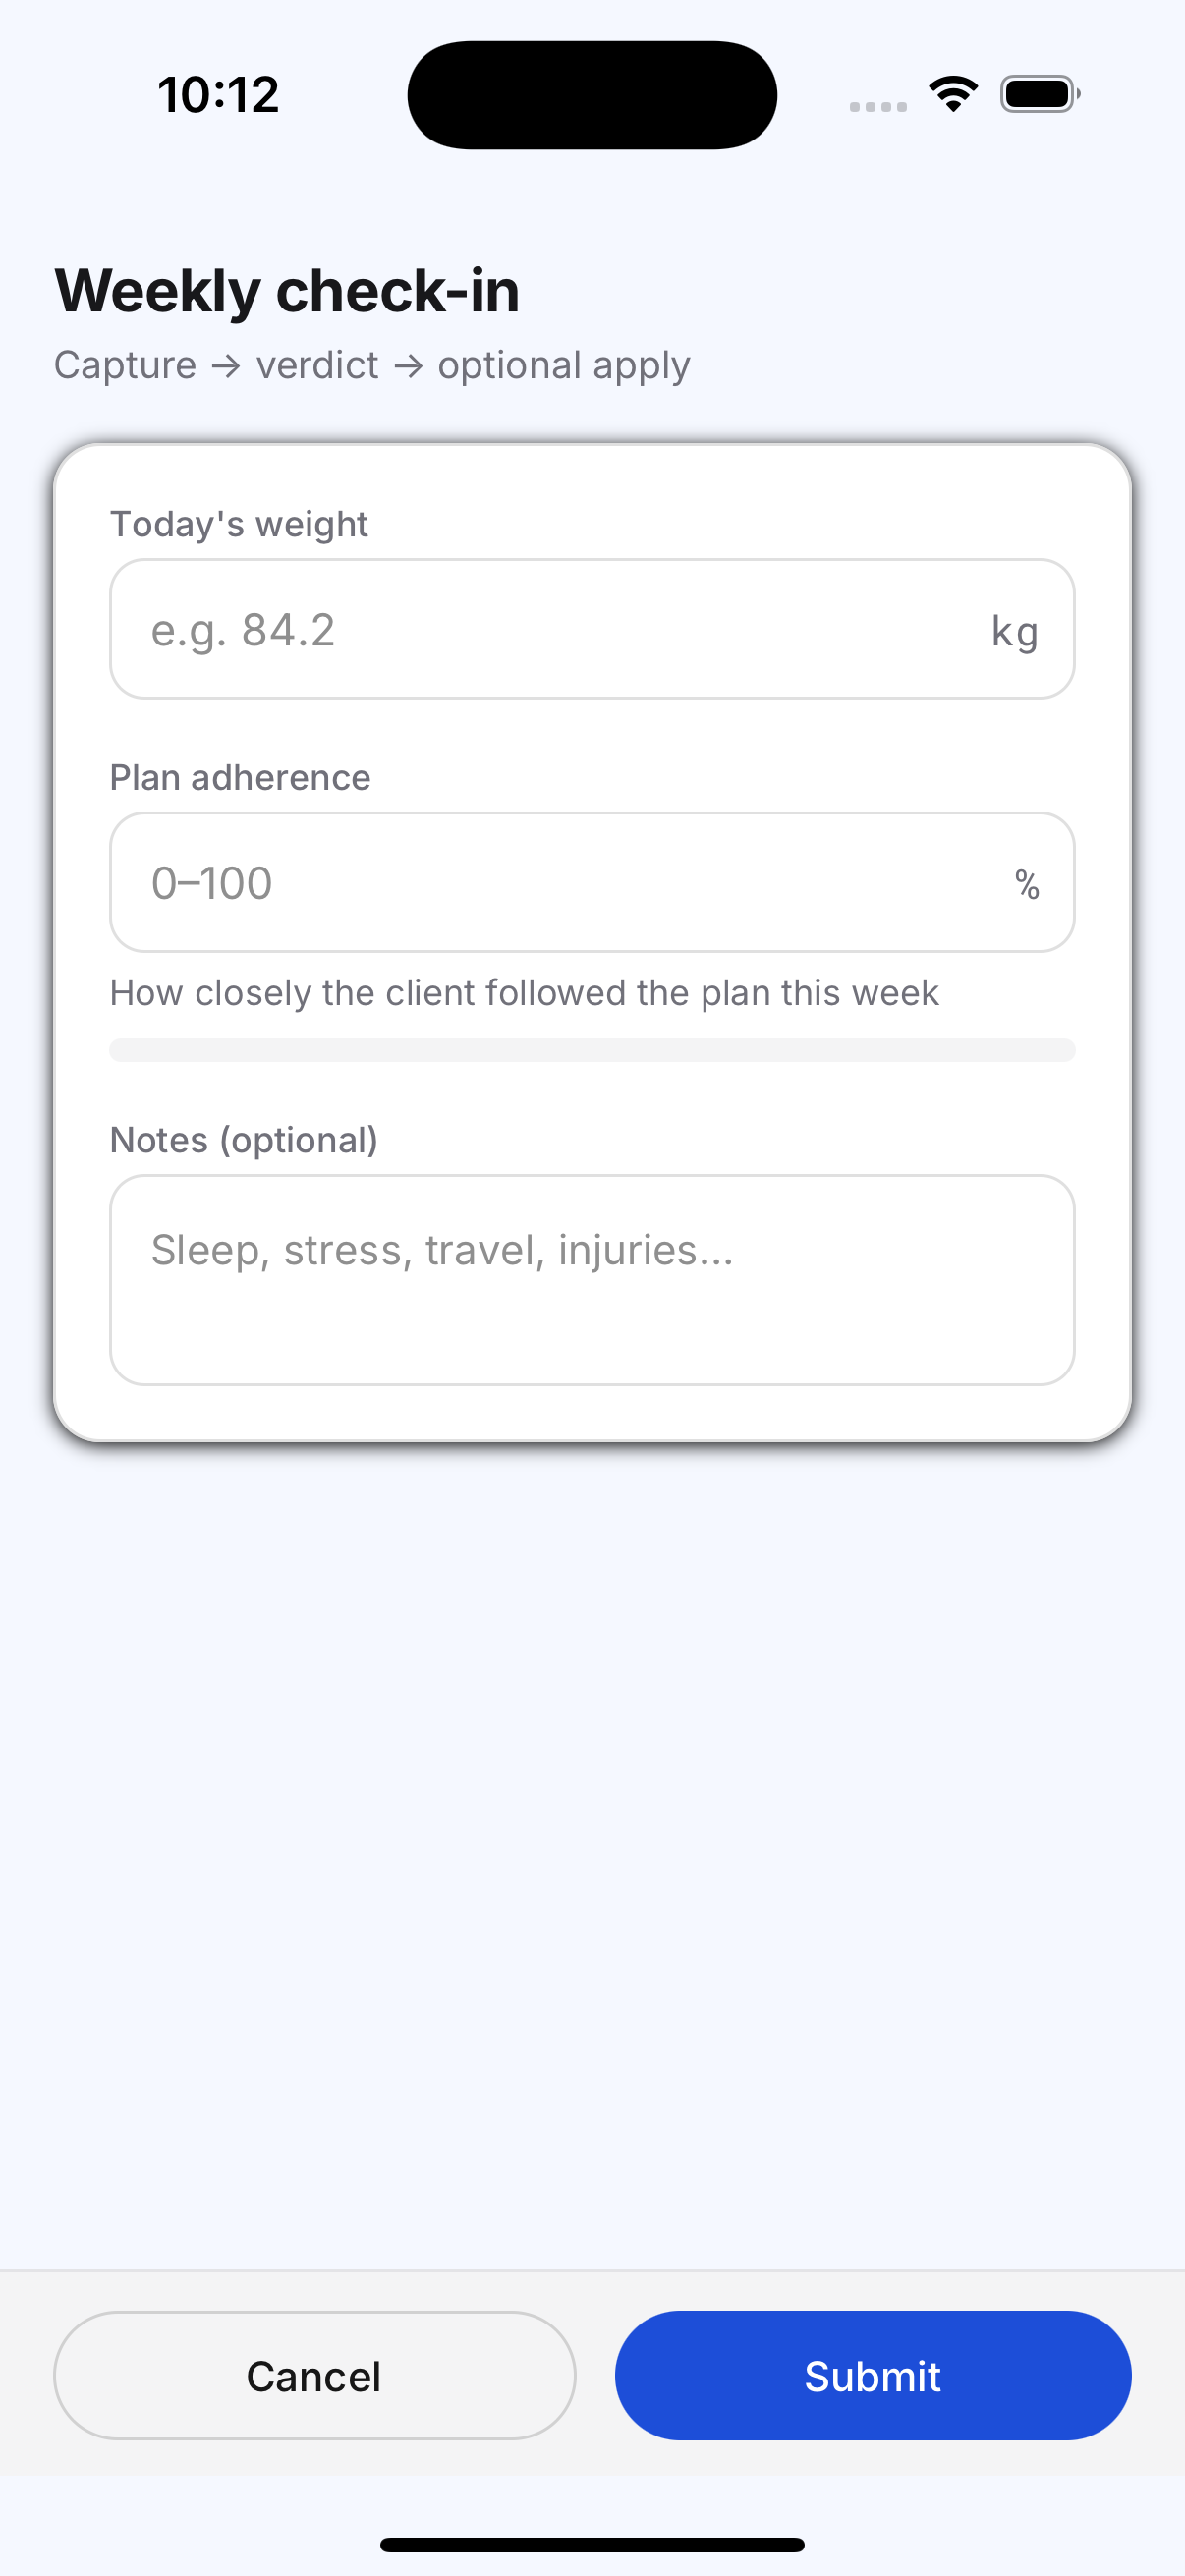 10:12
Weekly check-in
Capture → verdict → optional apply
Today's weight
e.g. 84.2 kg
Plan adherence
0–100 %
How closely the client followed the plan this week
Notes (optional)
Sleep, stress, travel, injuries...
Cancel Submit